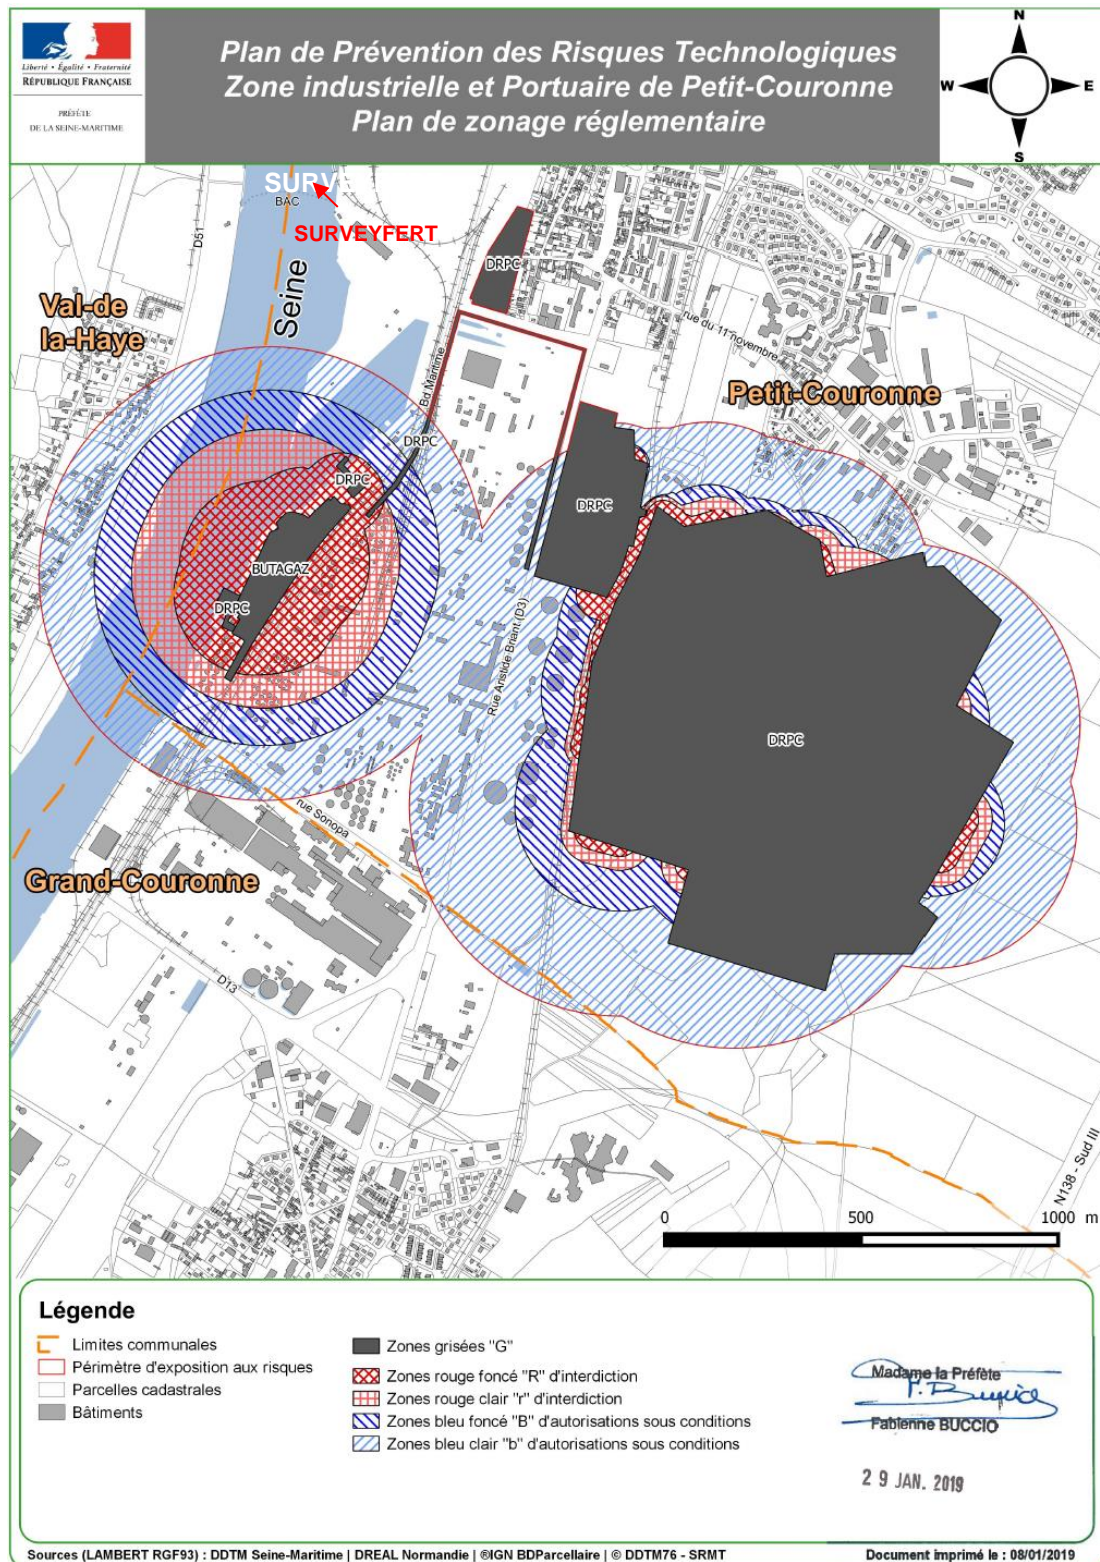 Liberté • Égalité • Fraternité
RÉPUBLIQUE FRANÇAISE
PRÉFÈTE
DE LA SEINE-MARITIME
Plan de Prévention des Risques Technologiques
Zone industrielle et Portuaire de Petit-Couronne
Plan de zonage réglementaire
N
W
E
S
SURVE
BAC
SURVEYFERT
D51
Seine
DRPC
Val-de
la-Haye
rue du 11 novembre
Bd Maritime
Petit-Couronne
DRPC
DRPC
DRPC
BUTAGAZ
DRPC
Rue Aristide Briant (D3)
DRPC
rue Sonopa
Grand-Couronne
D13
N138 - Sud III
0 500 1000 m
Légende
Limites communales
Périmètre d'exposition aux risques
Parcelles cadastrales
Bâtiments
Zones grisées "G"
Zones rouge foncé "R" d'interdiction
Zones rouge clair "r" d'interdiction
Zones bleu foncé "B" d'autorisations sous conditions
Zones bleu clair "b" d'autorisations sous conditions
Madame la Préfète
Fabienne BUCCIO
29 JAN. 2019
Sources (LAMBERT RGF93) : DDTM Seine-Maritime | DREAL Normandie | ®IGN BDParcellaire | © DDTM76 - SRMT
Document imprimé le : 08/01/2019